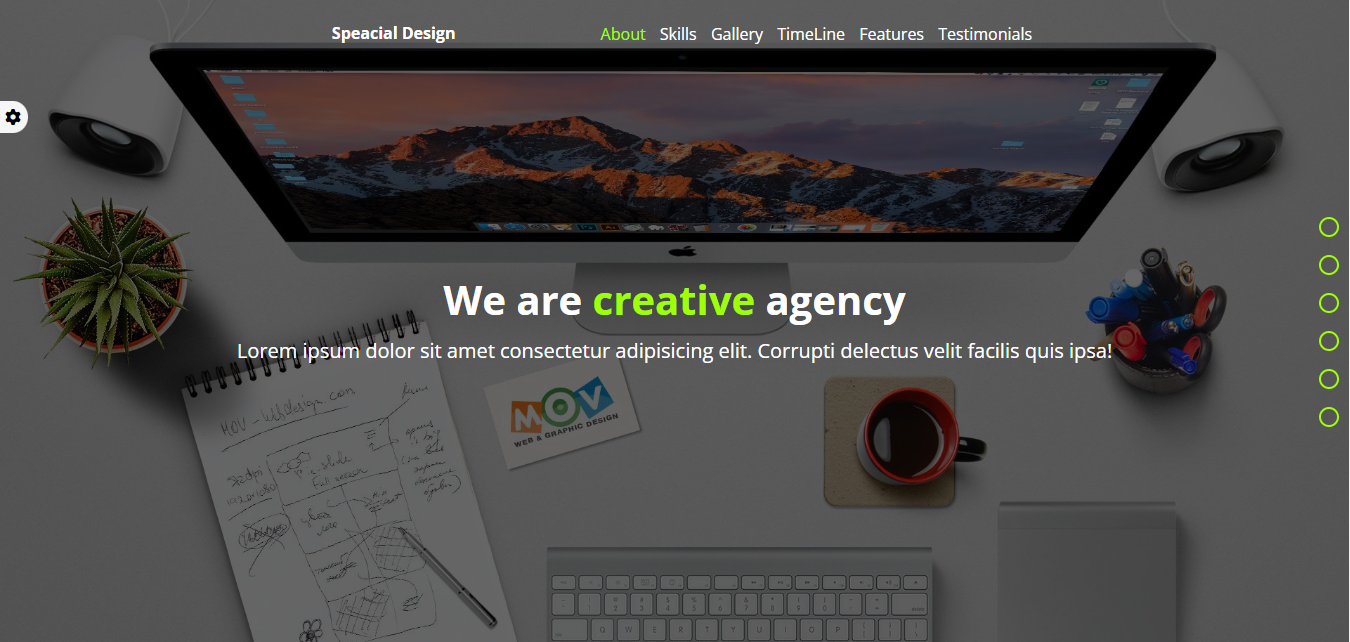 Speacial Design
About Skills Gallery TimeLine Features Testimonials
We are creative agency
Lorem ipsum dolor sit amet consectetur adipisicing elit. Corrupti delectus velit facilis quis ipsa!
MOV - webdesign.com
MOV
WEB & GRAPHIC DESIGN
Q W E R T Y U I O P